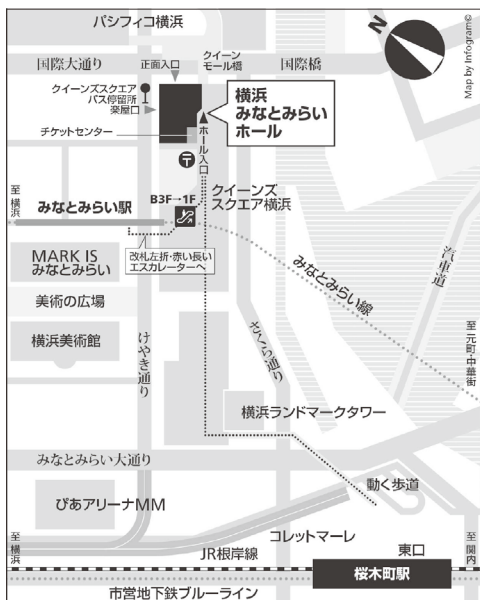 パシフィコ横浜
国際大通り
正面入口
クイーン
モール橋
国際橋
N
Map by Infogram©
クイーンズスクエア
バス停留所
楽屋口
チケットセンター
横浜
みなとみらい
ホール
ホール入口
至横浜
みなとみらい駅
B3F→1F
クイーンズ
スクエア横浜
改札左折・赤い長い
エスカレーターへ
MARK IS
みなとみらい
美術の広場
横浜美術館
けやき通り
さくら通り
みなとみらい線
汽車道
至元町・中華街
横浜ランドマークタワー
みなとみらい大通り
動く歩道
ぴあアリーナMM
コレットマーレ
至横浜
JR根岸線
東口
至関内
桜木町駅
市営地下鉄ブルーライン